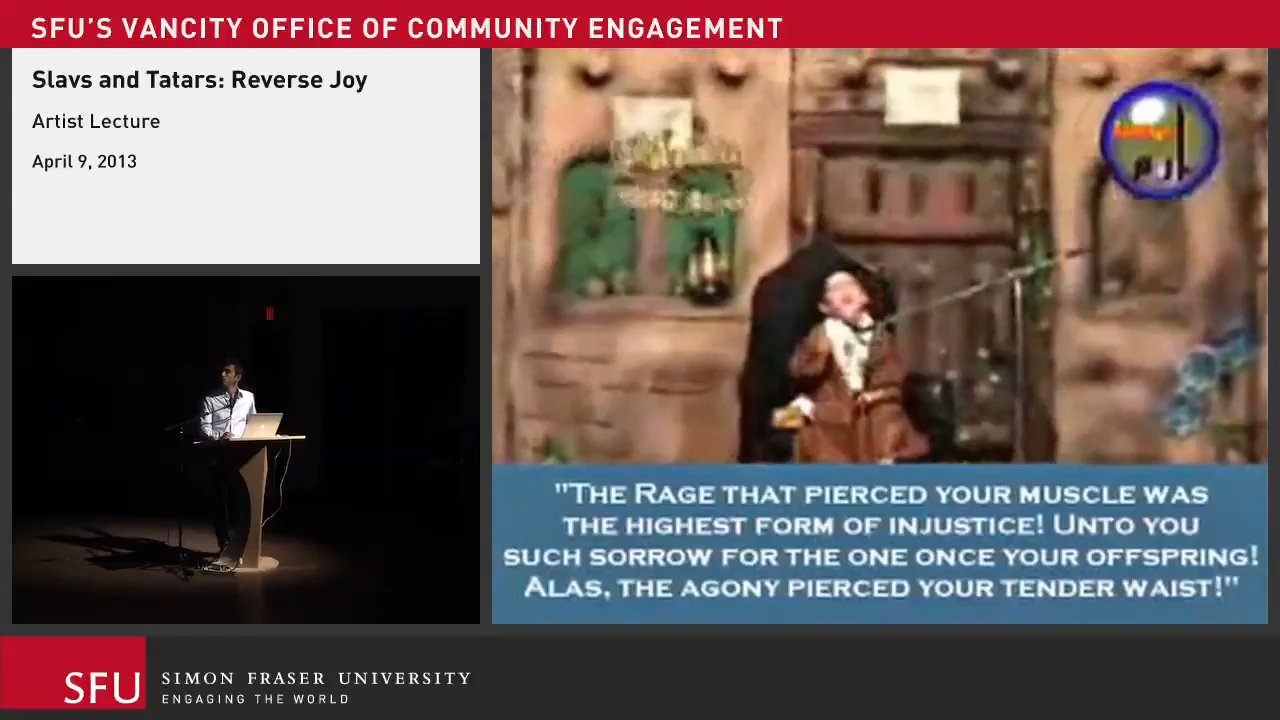 SFU'S VANCITY OFFICE OF COMMUNITY ENGAGEMENT
Slavs and Tatars: Reverse Joy
Artist Lecture
April 9, 2013
"THE RAGE THAT PIERCED YOUR MUSCLE WAS
THE HIGHEST FORM OF INJUSTICE! UNTO YOU
SUCH SORROW FOR THE ONE ONCE YOUR OFFSPRING!
ALAS, THE AGONY PIERCED YOUR TENDER WAIST!"
SFU
SIMON FRASER UNIVERSITY
ENGAGING THE WORLD